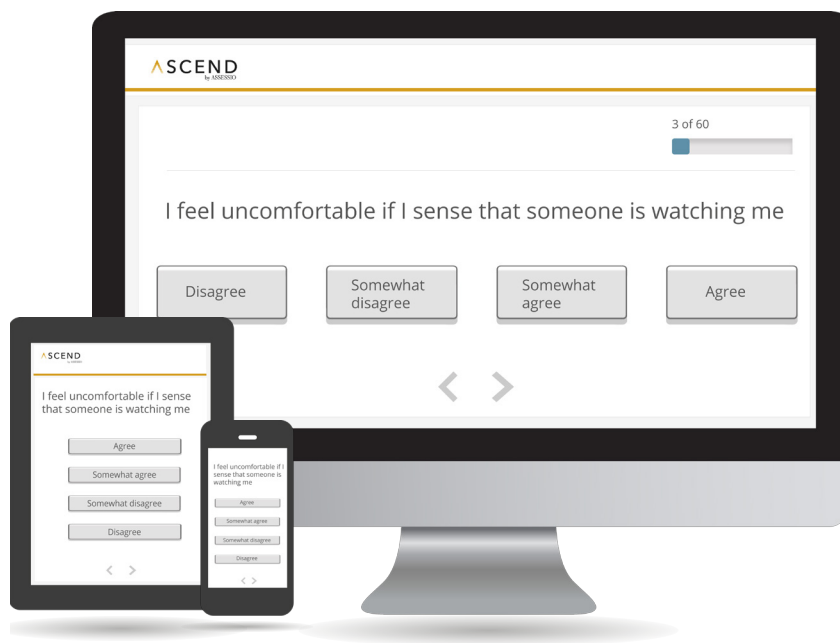 ASCEND
by ASSESSIO
3 of 60
I feel uncomfortable if I sense that someone is watching me
Disagree
Somewhat
disagree
Somewhat
agree
Agree
ASCEND
I feel uncomfortable if I sense
that someone is watching me
Agree
Somewhat agree
Somewhat disagree
Disagree
I feel uncomfortable if I
sense that someone is
watching me
Agree
Somewhat agree
Somewhat disagree
Disagree